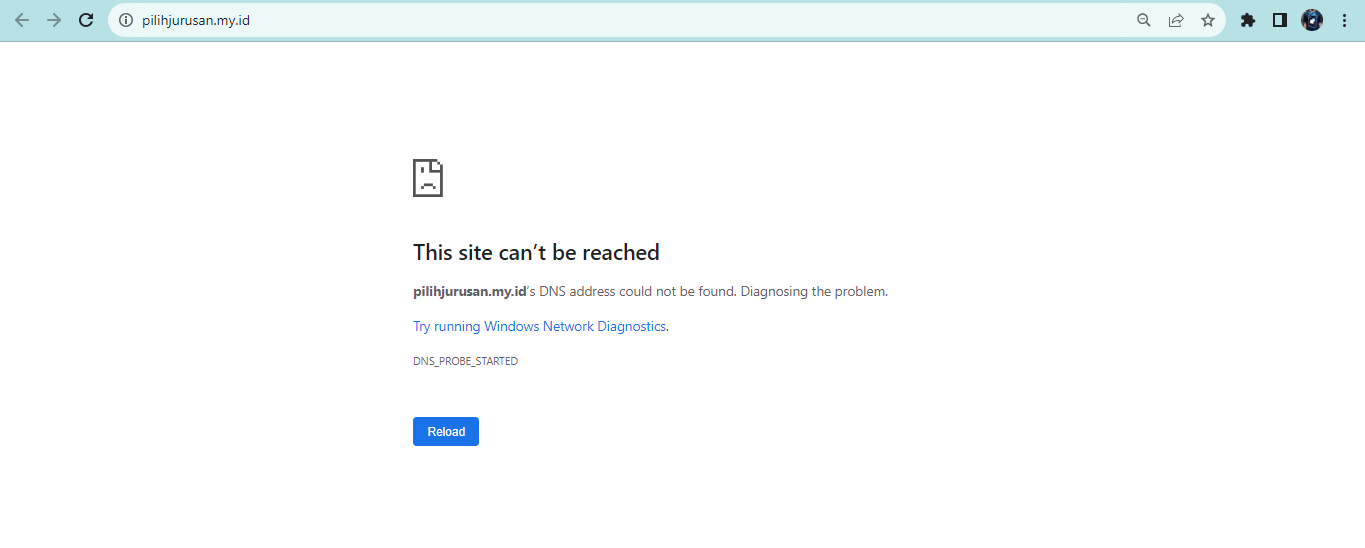 pilihjurusan.my.id
This site can’t be reached
pilihjurusan.my.id’s DNS address could not be found. Diagnosing the problem.
Try running Windows Network Diagnostics.
DNS_PROBE_STARTED
Reload